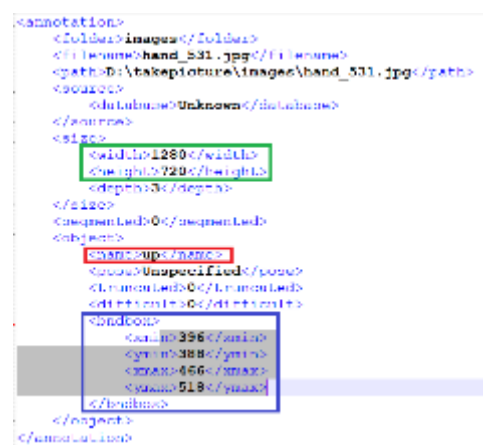 <annotation>
<folder>images</folder>
<filename>hand_531.jpg</filename>
<path>D:\takepicture\images\hand_531.jpg</path>
<source>
<database>Unknown</database>
</source>
<size>
<width>1280</width>
<height>720</height>
<depth>3</depth>
</size>
<segmented>0</segmented>
<object>
<name>up</name>
<pose>Unspecified</pose>
<truncated>0</truncated>
<difficult>0</difficult>
<bndbox>
<xmin>396</xmin>
<ymin>388</ymin>
<xmax>466</xmax>
<ymax>518</ymax>
</bndbox>
</object>
</annotation>